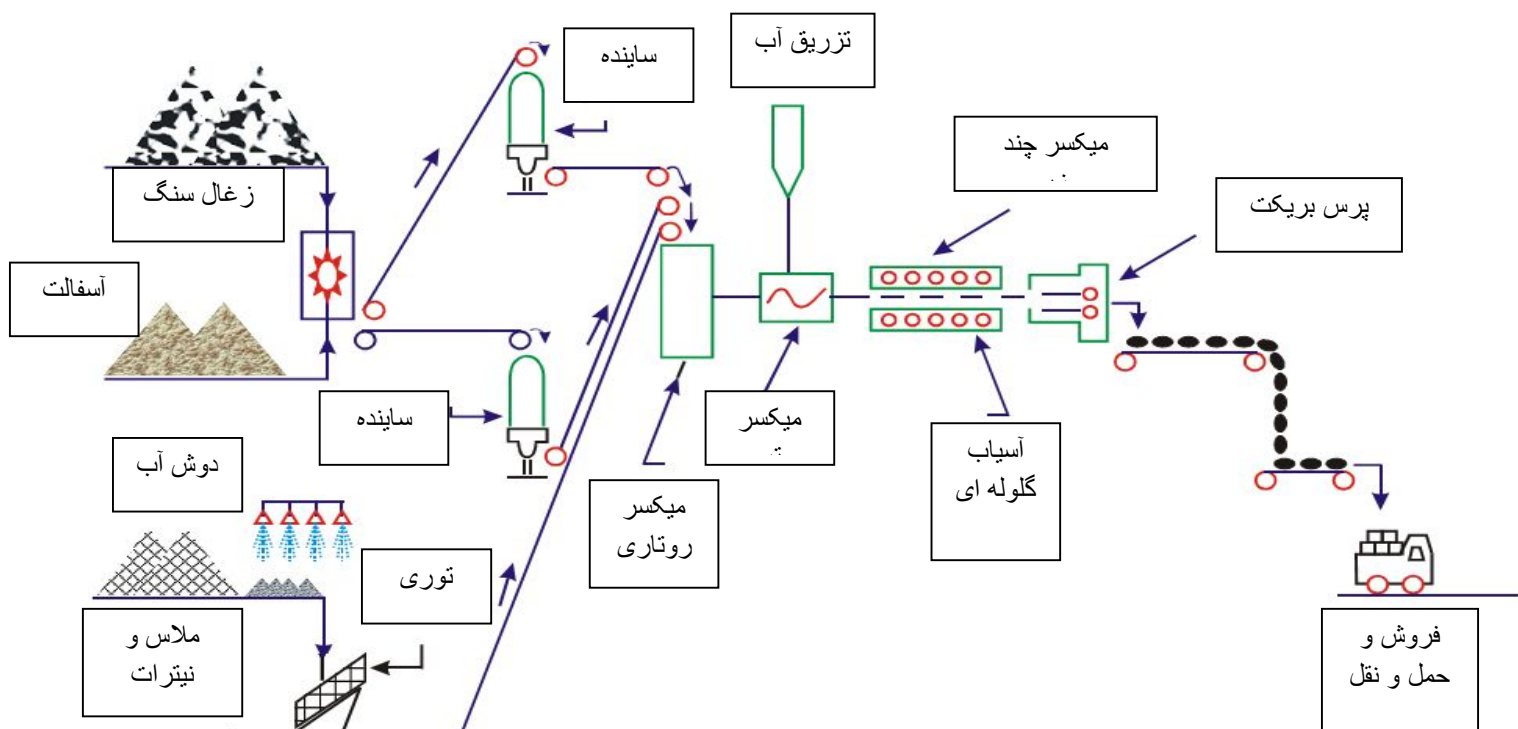 تزریق آب
ساینده
میکسر چند
زغال سنگ
پرس بریکت
آسفالت
ساینده
میکسر
آسیاب
گلوله ای
دوش آب
میکسر
روتاری
توری
ملاس و
نیترات
فروش و
حمل و نقل